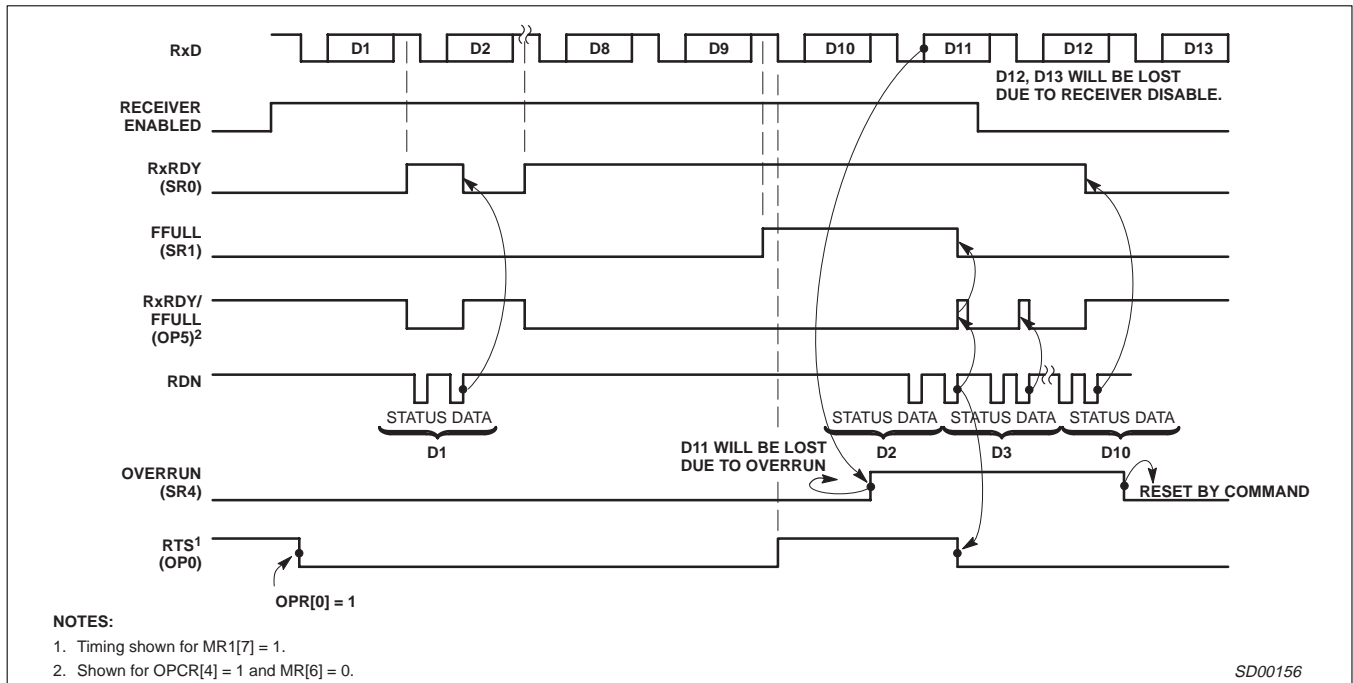 RxD
D1
D2
D8
D9
D10
D11
D12
D13
D12, D13 WILL BE LOST
DUE TO RECEIVER DISABLE.
RECEIVER
ENABLED
RxRDY
(SR0)
FFULL
(SR1)
RxRDY/
FFULL
(OP5)2
RDN
STATUS DATA
D1
STATUS DATA
D2
STATUS DATA
D3
STATUS DATA
D10
D11 WILL BE LOST
DUE TO OVERRUN
OVERRUN
(SR4)
RESET BY COMMAND
RTS1
(OP0)
OPR[0] = 1
NOTES:
1. Timing shown for MR1[7] = 1.
2. Shown for OPCR[4] = 1 and MR[6] = 0.
SD00156